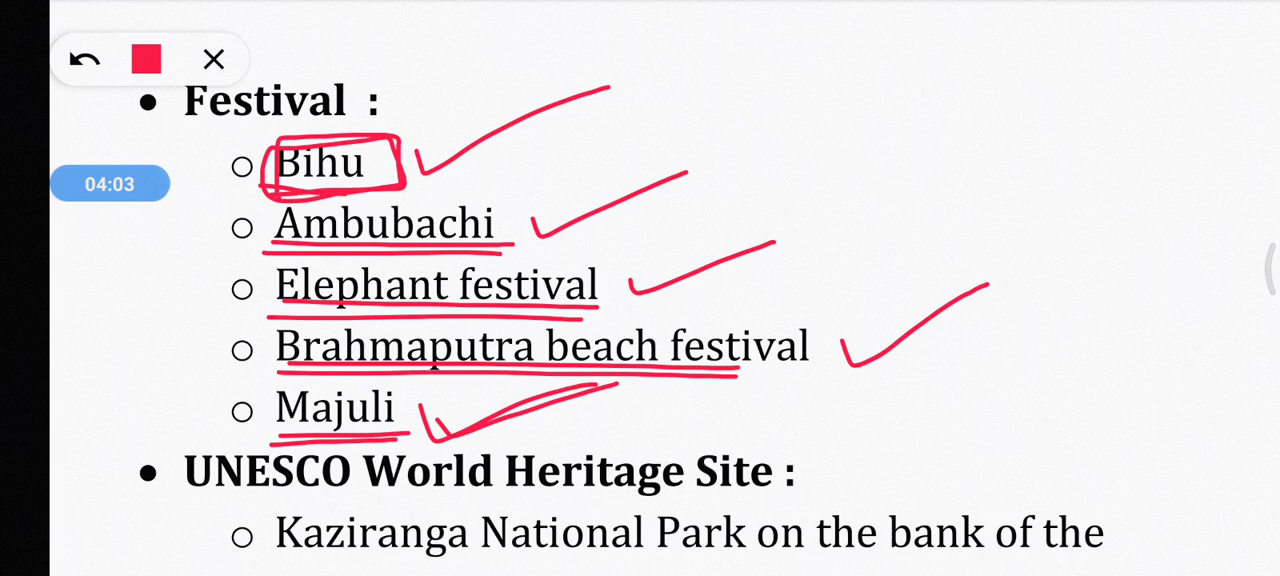 Festival :
04:03
Bihu
Ambubachi
Elephant festival
Brahmaputra beach festival
Majuli
UNESCO World Heritage Site :
Kaziranga National Park on the bank of the